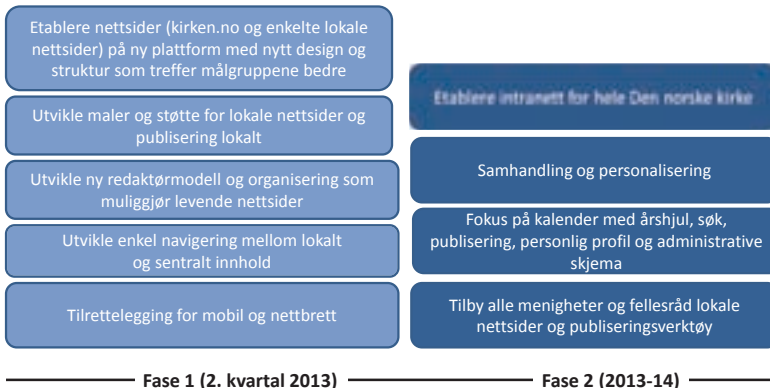 Etablere nettsider (kirken.no og enkelte lokale
nettsider) på ny plattform med nytt design og
struktur som treffer målgruppene bedre
Utvikle maler og støtte for lokale nettsider og
publisering lokalt
Utvikle ny redaktørmodell og organisering som
muliggjør levende nettsider
Utvikle enkel navigering mellom lokalt
og sentralt innhold
Tilrettelegging for mobil og nettbrett
Fase 1 (2. kvartal 2013)
Etablere intranett for hele Den norske kirke
Samhandling og personalisering
Fokus på kalender med årshjul, søk,
publisering, personlig profil og administrative
skjema
Tilby alle menigheter og fellesråd lokale
nettsider og publiseringsverktøy
Fase 2 (2013-14)